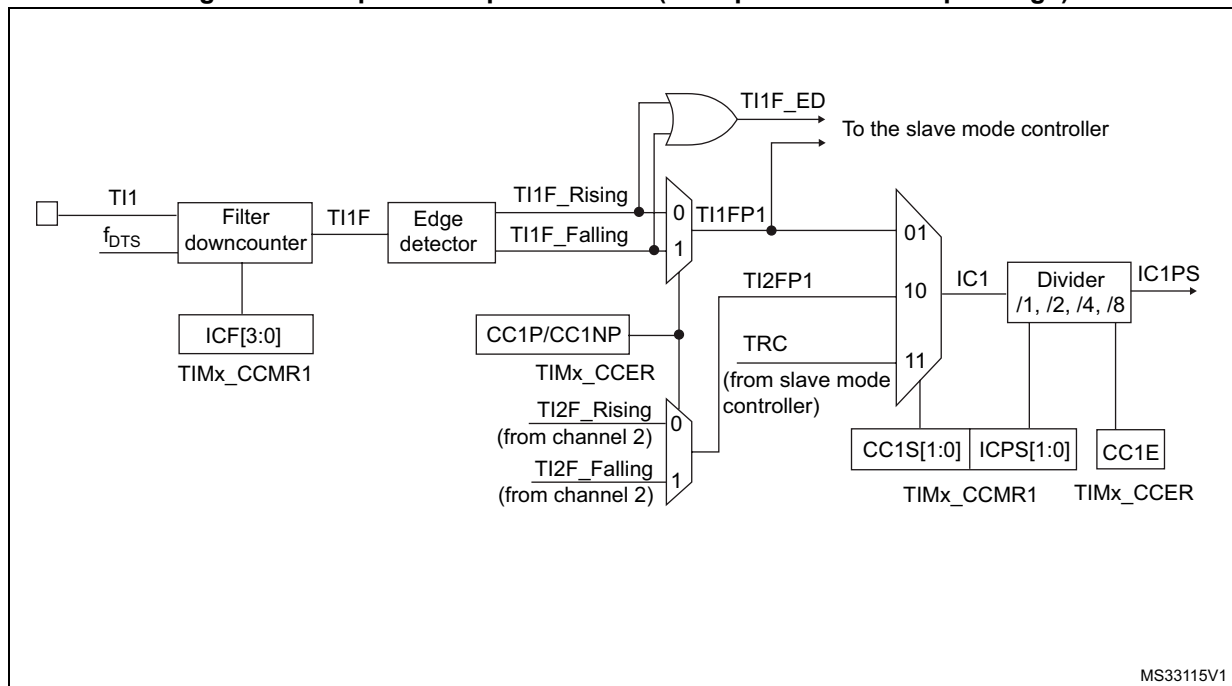 TI1F_ED
To the slave mode controller
TI1
f_DTS
Filter
downcounter
TI1F
Edge
detector
TI1F_Rising
TI1F_Falling
0
1
TI1FP1
01
10
11
TI2FP1
TRC
(from slave mode
controller)
IC1
Divider
/1, /2, /4, /8
IC1PS
ICF[3:0]
TIMx_CCMR1
CC1P/CC1NP
TIMx_CCER
TI2F_Rising
(from channel 2)
TI2F_Falling
(from channel 2)
0
1
CC1S[1:0]
ICPS[1:0]
CC1E
TIMx_CCMR1
TIMx_CCER
MS33115V1